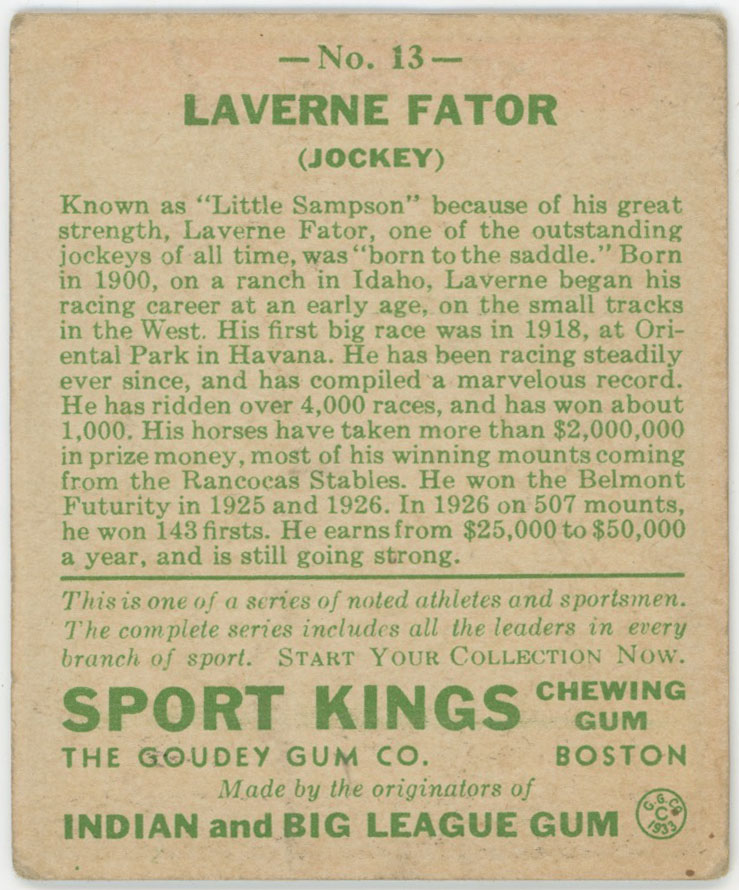 — No. 13 —
LAVERNE FATOR
(JOCKEY)
Known as "Little Sampson" because of his great
strength, Laverne Fator, one of the outstanding
jockeys of all time, was "born to the saddle." Born
in 1900, on a ranch in Idaho, Laverne began his
racing career at an early age, on the small tracks
in the West. His first big race was in 1918, at Ori-
ental Park in Havana. He has been racing steadily
ever since, and has compiled a marvelous record.
He has ridden over 4,000 races, and has won about
1,000. His horses have taken more than $2,000,000
in prize money, most of his winning mounts coming
from the Rancocas Stables. He won the Belmont
Futurity in 1925 and 1926. In 1926 on 507 mounts,
he won 143 firsts. He earns from $25,000 to $50,000
a year, and is still going strong.
This is one of a series of noted athletes and sportsmen.
The complete series includes all the leaders in every
branch of sport. START YOUR COLLECTION NOW.
SPORT KINGS CHEWING GUM
THE GOUDEY GUM CO. BOSTON
Made by the originators of
INDIAN and BIG LEAGUE GUM
G.G.Co.
C
1933